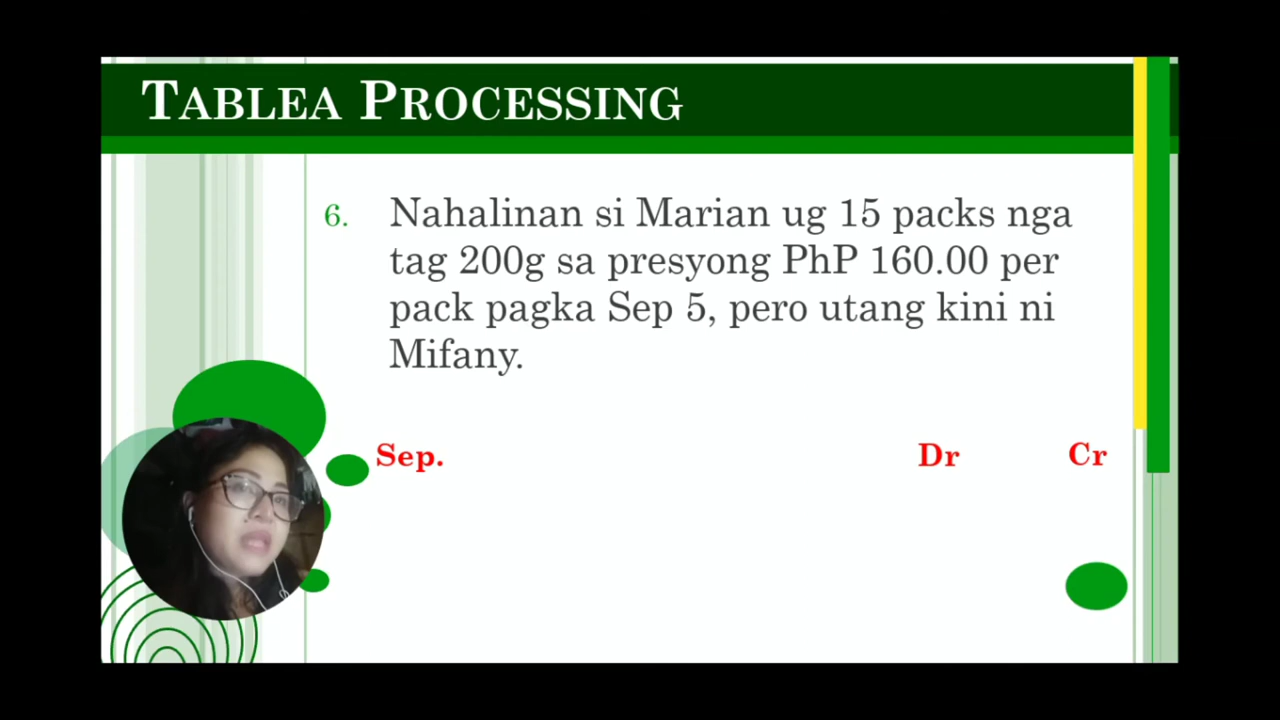 TABLEA PROCESSING
6. Nahalinan si Marian ug 15 packs nga
tag 200g sa presyong PhP 160.00 per
pack pagka Sep 5, pero utang kini ni
Mifany.
Sep. Dr Cr